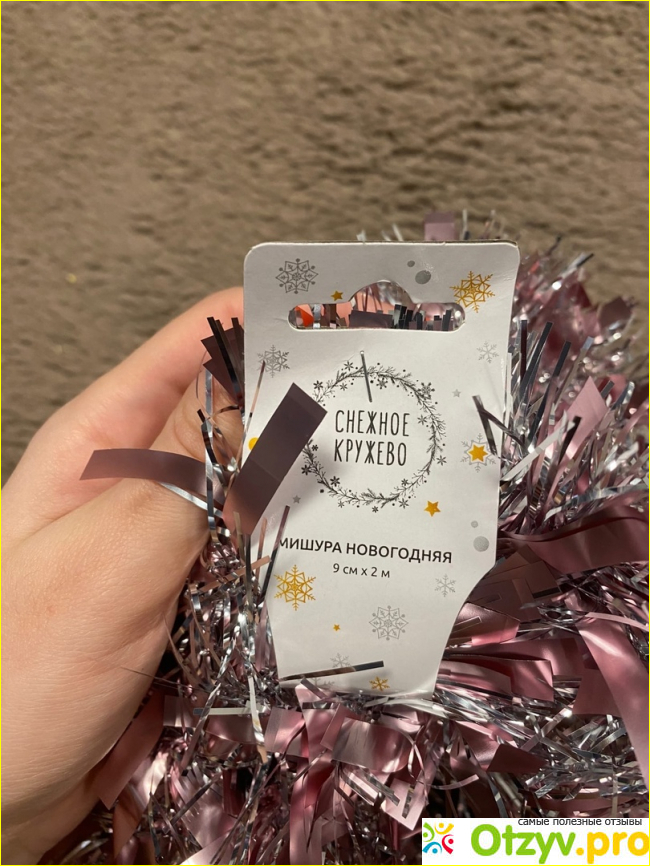 СНЕЖНОЕ
КРУЖЕВО
МИШУРА НОВОГОДНЯЯ
9 см х 2 м
самые полезные отзывы
Otzyv.pro